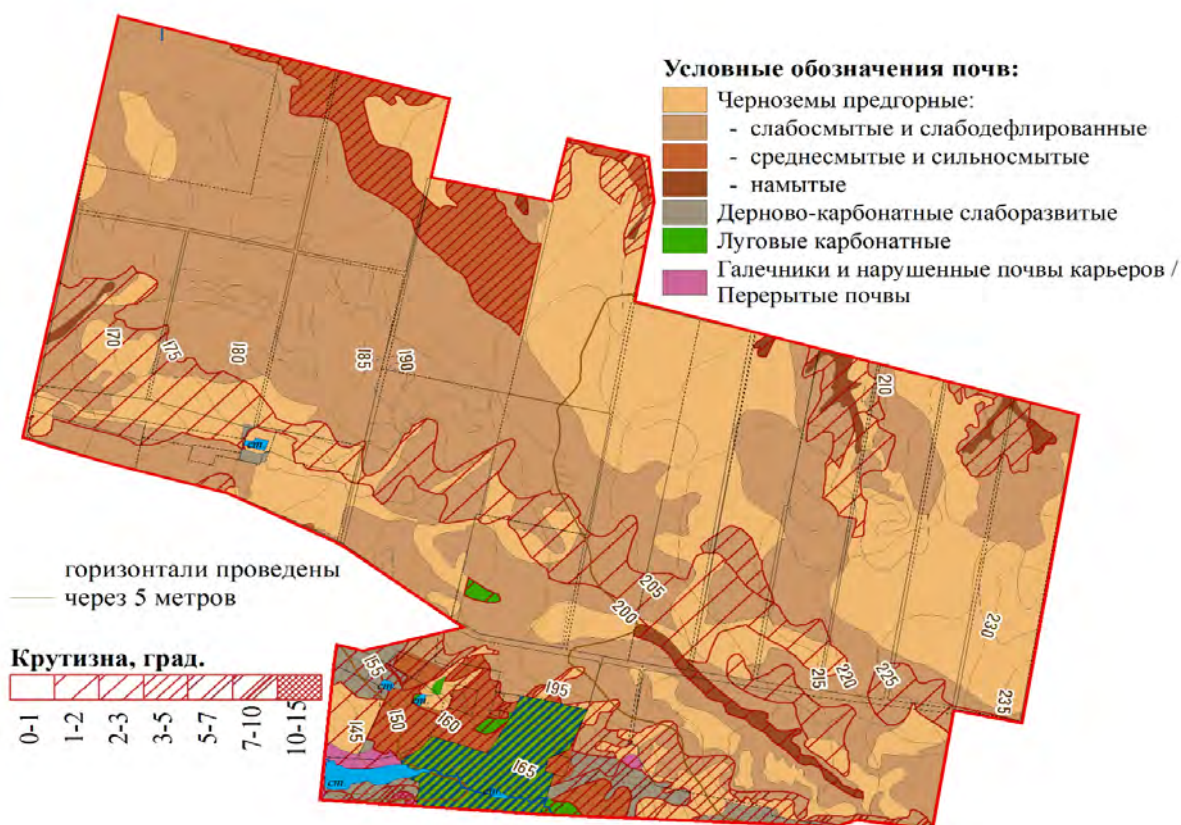 Условные обозначения почв:
Черноземы предгорные:
- слабосмытые и слабодефлированные
- среднесмытые и сильносмытые
- намытые
Дерново-карбонатные слаборазвитые
Луговые карбонатные
Галечники и нарушенные почвы карьеров /
Перерытые почвы
170
175
180
185
190
210
ст.
205
200
230
215
220
225
235
горизонтали проведены
через 5 метров
Крутизна, град.
0-1
1-2
2-3
3-5
5-7
7-10
10-15
155
ст.
ст.
195
145
150
160
165
ст.
ст.